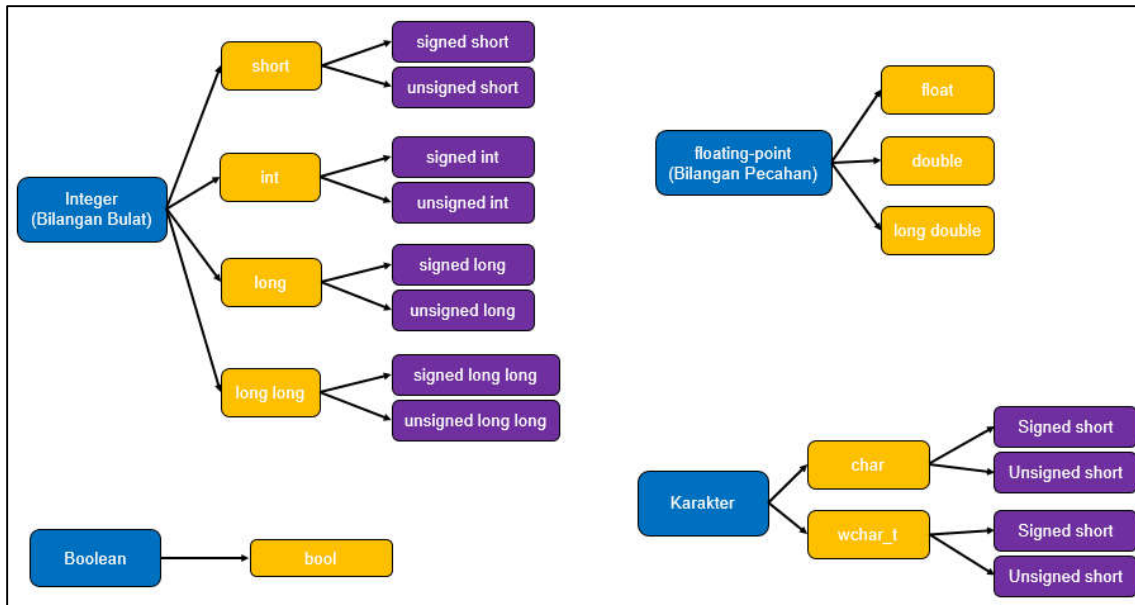 Integer
(Bilangan Bulat)
short
signed short
unsigned short
int
signed int
unsigned int
long
signed long
unsigned long
long long
signed long long
unsigned long long
floating-point
(Bilangan Pecahan)
float
double
long double
Boolean
bool
Karakter
char
Signed short
Unsigned short
wchar_t
Signed short
Unsigned short